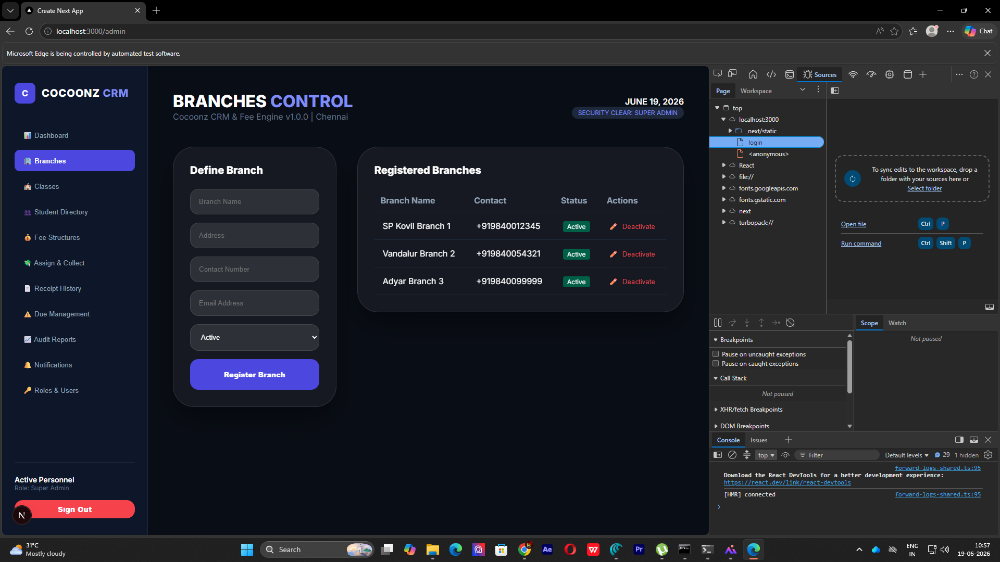 Create Next App
localhost:3000/admin
Chat
Microsoft Edge is being controlled by automated test software.
C
COCOONZ CRM
Dashboard
Branches
Classes
Student Directory
Fee Structures
Assign & Collect
Receipt History
Due Management
Audit Reports
Notifications
Roles & Users
Active Personnel
Role: Super Admin
Sign Out
N
BRANCHES CONTROL
Cocoonz CRM & Fee Engine v1.0.0 | Chennai
JUNE 19, 2026
SECURITY CLEAR: SUPER ADMIN
Define Branch
Branch Name
Address
Contact Number
Email Address
Active
Register Branch
Registered Branches
Branch Name Contact Status Actions
SP Kovil Branch 1 +919840012345 Active Deactivate
Vandalur Branch 2 +919840054321 Active Deactivate
Adyar Branch 3 +919840099999 Active Deactivate
Sources
Page Workspace
top
localhost:3000
_next/static
login
<anonymous>
React
file://
fonts.googleapis.com
fonts.gstatic.com
next
turbopack://
To sync edits to the workspace, drop a
folder with your sources here or
Select folder
Open file Ctrl P
Run command Ctrl Shift P
Breakpoints
Pause on uncaught exceptions
Pause on caught exceptions
Call Stack
Not paused
XHR/fetch Breakpoints
DOM Breakpoints
Scope Watch
Not paused
Console Issues
top Filter Default levels 29 1 hidden
forward-logs-shared.ts:95
Download the React DevTools for a better development experience:
https://react.dev/link/react-devtools
[HMR] connected forward-logs-shared.ts:95
31°C
Mostly cloudy
Search
Ae
Pr
ENG
IN
10:57
19-06-2026